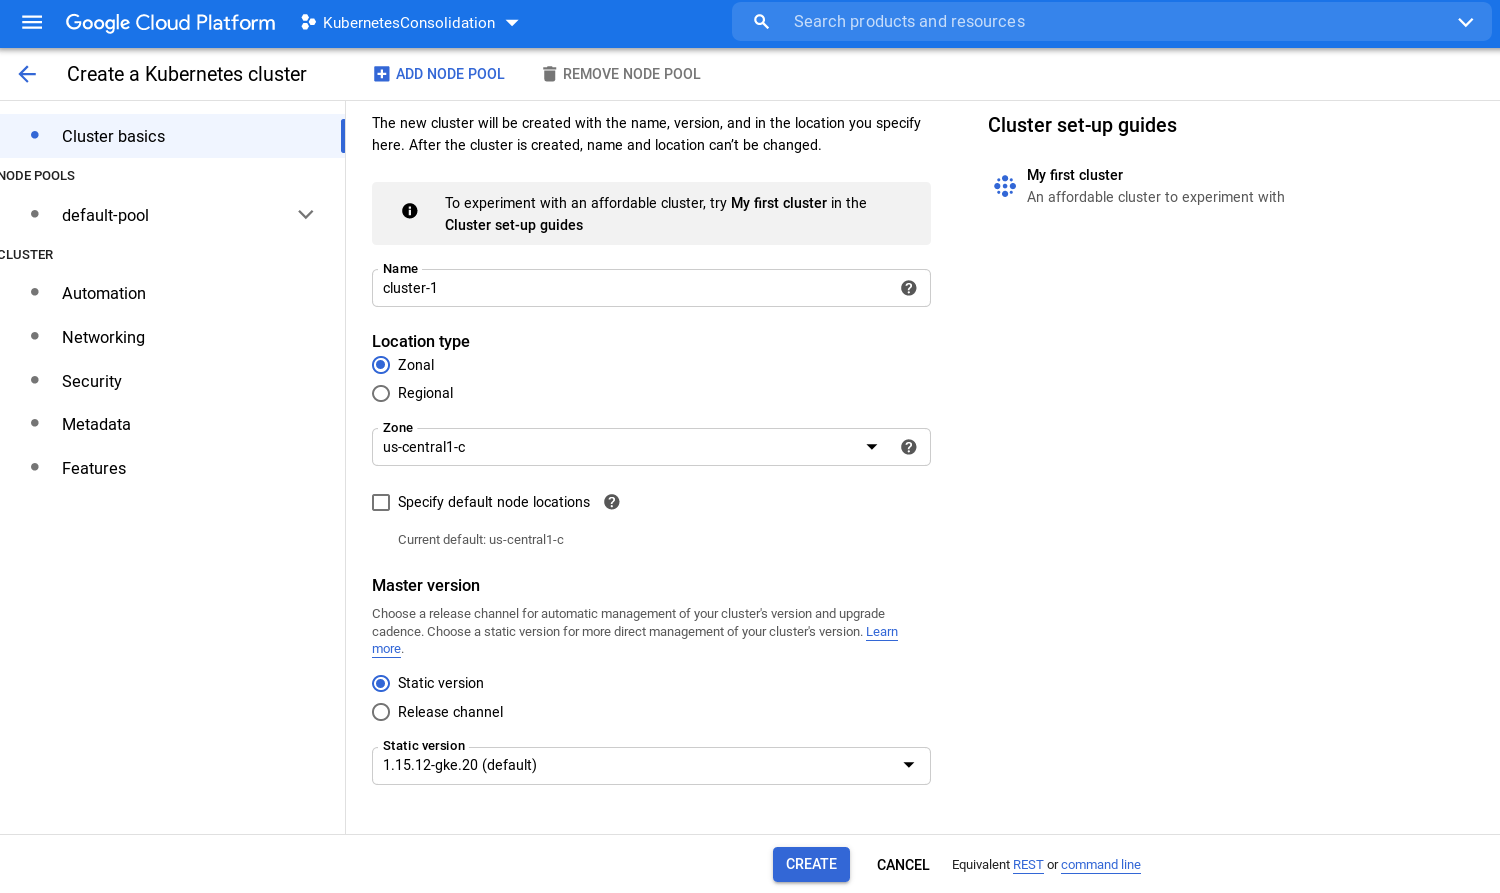 Google Cloud Platform
KubernetesConsolidation
Search products and resources
Create a Kubernetes cluster
ADD NODE POOL
REMOVE NODE POOL
Cluster basics
NODE POOLS
default-pool
CLUSTER
Automation
Networking
Security
Metadata
Features
The new cluster will be created with the name, version, and in the location you specify
here. After the cluster is created, name and location can’t be changed.
To experiment with an affordable cluster, try My first cluster in the
Cluster set-up guides
Name
cluster-1
Location type
Zonal
Regional
Zone
us-central1-c
Specify default node locations
Current default: us-central1-c
Master version
Choose a release channel for automatic management of your cluster's version and upgrade
cadence. Choose a static version for more direct management of your cluster's version. Learn
more.
Static version
Release channel
Static version
1.15.12-gke.20 (default)
Cluster set-up guides
My first cluster
An affordable cluster to experiment with
CREATE
CANCEL
Equivalent REST or command line